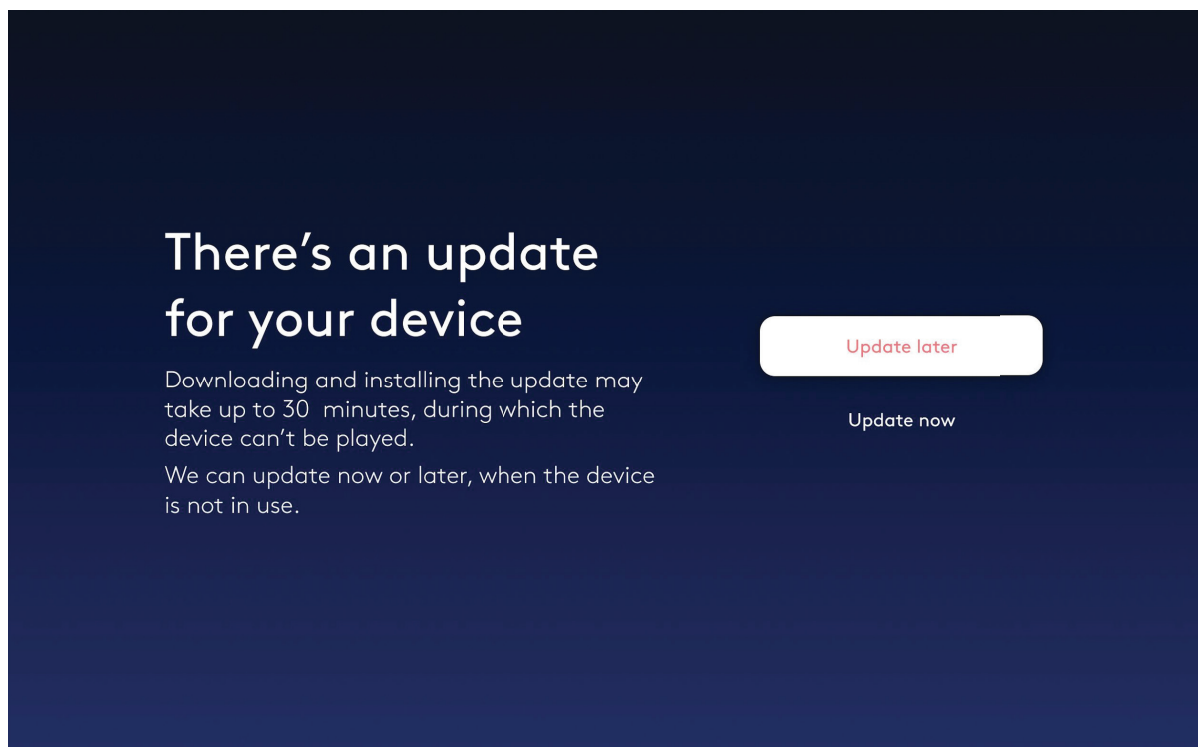 There’s an update
for your device
Downloading and installing the update may
take up to 30  minutes, during which the
device can’t be played.
We can update now or later, when the device
is not in use.
Update later
Update now